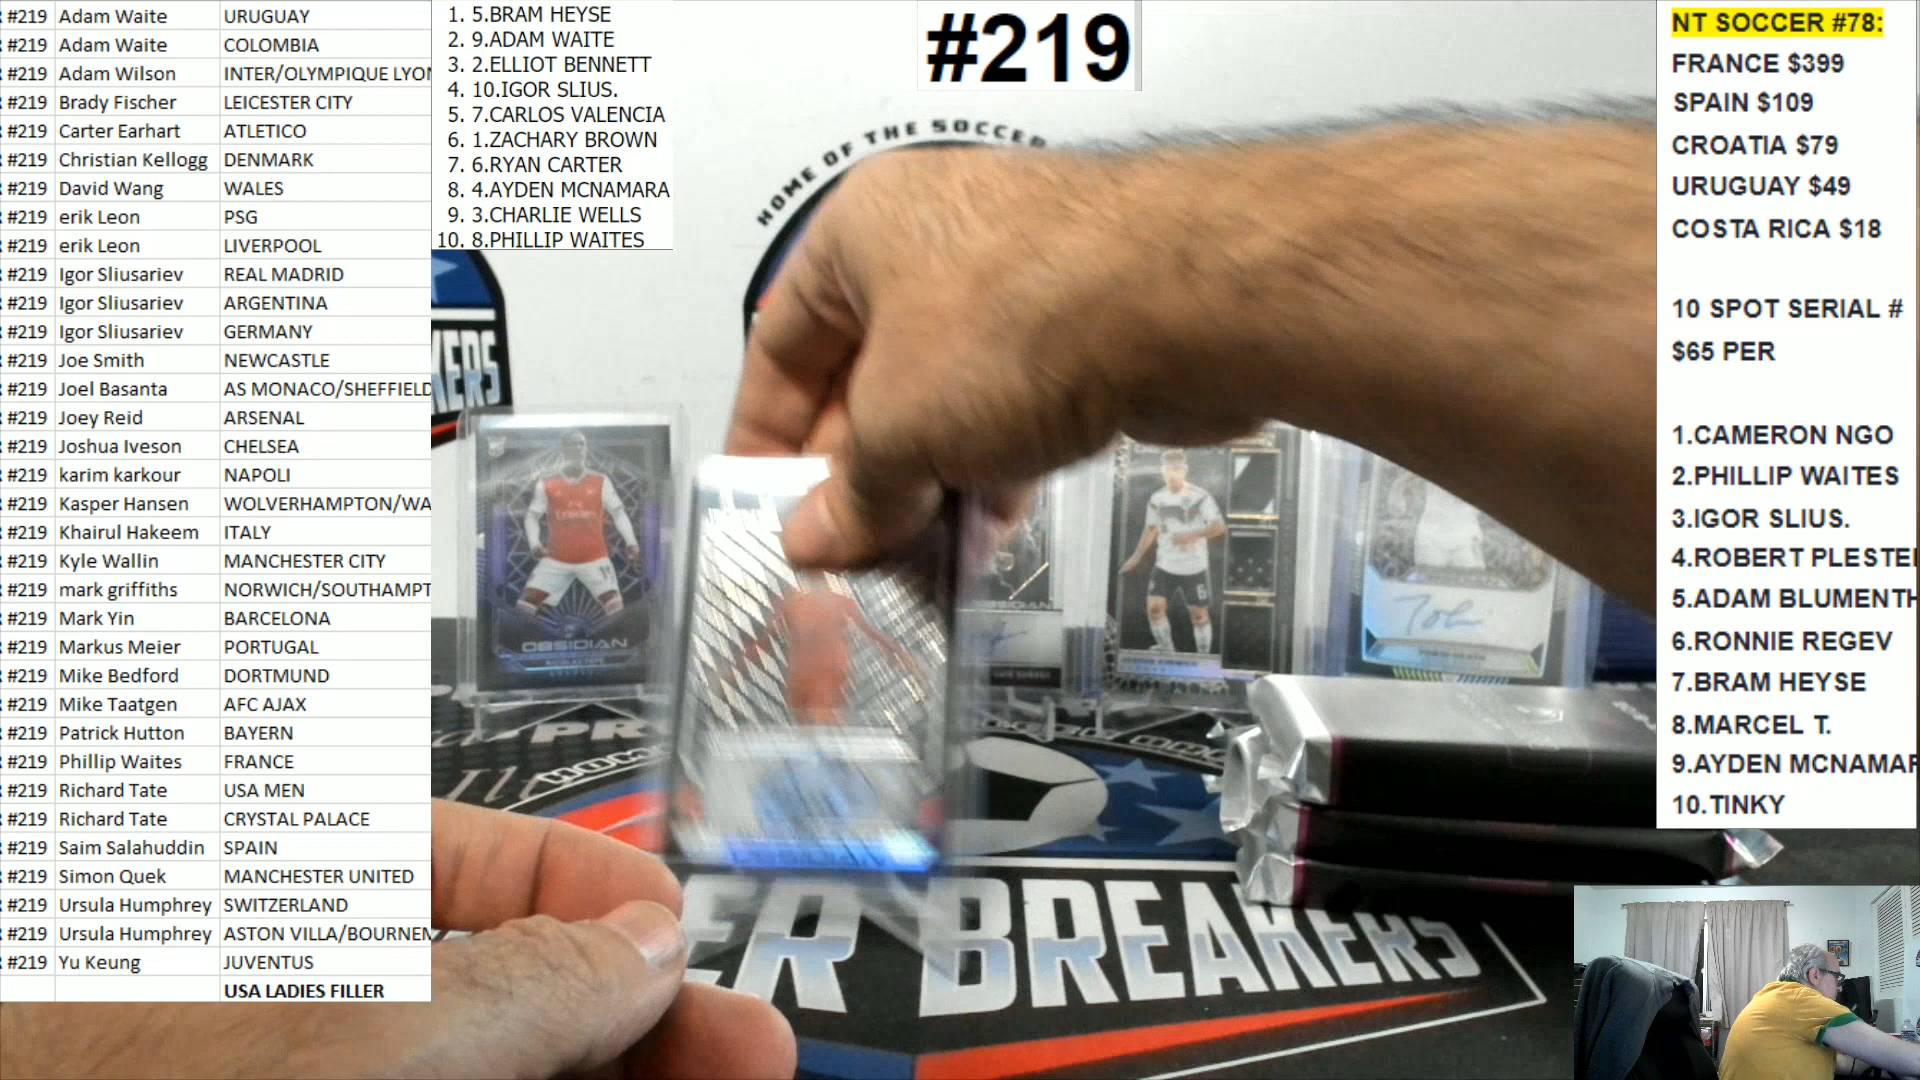 #219 Adam Waite URUGUAY
#219 Adam Waite COLOMBIA
#219 Adam Wilson INTER/OLYMPIQUE LYON
#219 Brady Fischer LEICESTER CITY
#219 Carter Earhart ATLETICO
#219 Christian Kellogg DENMARK
#219 David Wang WALES
#219 erik Leon PSG
#219 erik Leon LIVERPOOL
#219 Igor Sliusariev REAL MADRID
#219 Igor Sliusariev ARGENTINA
#219 Igor Sliusariev GERMANY
#219 Joe Smith NEWCASTLE
#219 Joel Basanta AS MONACO/SHEFFIELD
#219 Joey Reid ARSENAL
#219 Joshua Iveson CHELSEA
#219 karim karkour NAPOLI
#219 Kasper Hansen WOLVERHAMPTON/WA
#219 Khairul Hakeem ITALY
#219 Kyle Wallin MANCHESTER CITY
#219 mark griffiths NORWICH/SOUTHAMPT
#219 Mark Yin BARCELONA
#219 Markus Meier PORTUGAL
#219 Mike Bedford DORTMUND
#219 Mike Taatgen AFC AJAX
#219 Patrick Hutton BAYERN
#219 Phillip Waites FRANCE
#219 Richard Tate USA MEN
#219 Richard Tate CRYSTAL PALACE
#219 Saim Salahuddin SPAIN
#219 Simon Quek MANCHESTER UNITED
#219 Ursula Humphrey SWITZERLAND
#219 Ursula Humphrey ASTON VILLA/BOURNEM
#219 Yu Keung JUVENTUS
USA LADIES FILLER
1. 5.BRAM HEYSE
2. 9.ADAM WAITE
3. 2.ELLIOT BENNETT
4. 10.IGOR SLIUS.
5. 7.CARLOS VALENCIA
6. 1.ZACHARY BROWN
7. 6.RYAN CARTER
8. 4.AYDEN MCNAMARA
9. 3.CHARLIE WELLS
10. 8.PHILLIP WAITES
#219
HOME OF THE SOCCER
KERS
OBSIDIAN
ER BREAKERS
NT SOCCER #78:
FRANCE $399
SPAIN $109
CROATIA $79
URUGUAY $49
COSTA RICA $18
10 SPOT SERIAL #
$65 PER
1.CAMERON NGO
2.PHILLIP WAITES
3.IGOR SLIUS.
4.ROBERT PLESTE
5.ADAM BLUMENTH
6.RONNIE REGEV
7.BRAM HEYSE
8.MARCEL T.
9.AYDEN MCNAMAR
10.TINKY